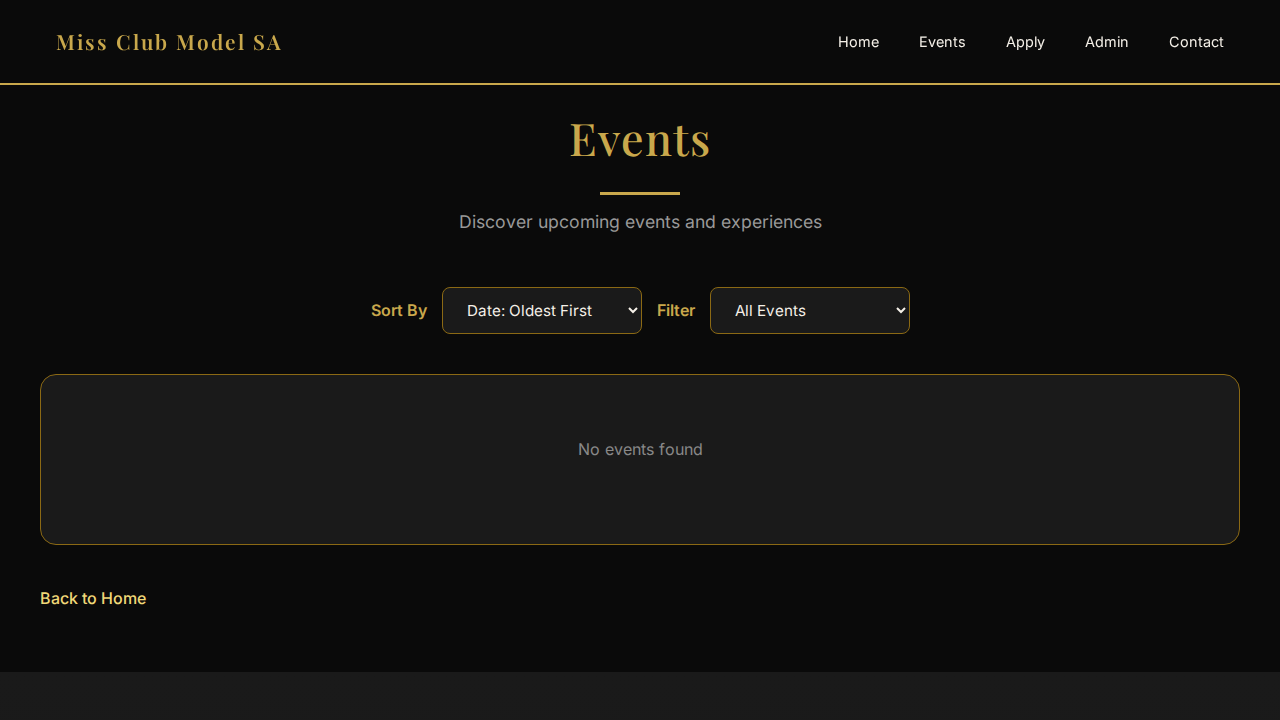 Miss Club Model SA
Home Events Apply Admin Contact
Events
Discover upcoming events and experiences
Sort By Date: Oldest First Filter All Events
No events found
Back to Home